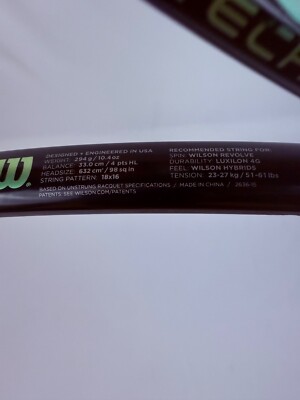 ECH
W
DESIGNED + ENGINEERED IN USA
WEIGHT: 294 g / 10.4 oz
BALANCE: 33.0 cm / 4 pts HL
HEADSIZE: 632 cm² / 98 sq in
STRING PATTERN: 18x16
RECOMMENDED STRING FOR:
SPIN: WILSON REVOLVE
DURABILITY: LUXILON 4G
FEEL: WILSON HYBRIDS
TENSION: 23-27 kg / 51-61 lbs
BASED ON UNSTRUNG RACQUET SPECIFICATIONS / MADE IN CHINA / 2636-15
PATENTS: SEE WILSON.COM/PATENTS